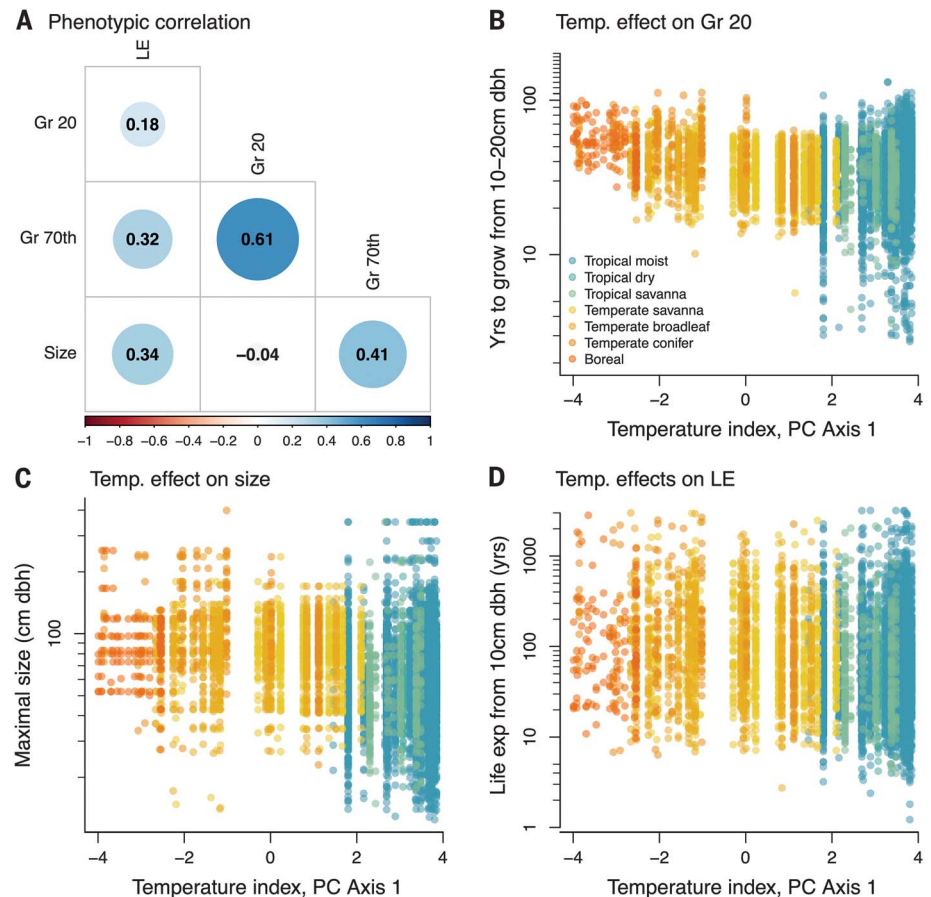 A Phenotypic correlation
LE
Gr 20
0.18
Gr 20
Gr 70th
0.32
0.61
Gr 70th
Size
0.34
−0.04
0.41
−1 −0.8 −0.6 −0.4 −0.2 0 0.2 0.4 0.6 0.8 1
B Temp. effect on Gr 20
Yrs to grow from 10−20cm dbh
100
10
Tropical moist
Tropical dry
Tropical savanna
Temperate savanna
Temperate broadleaf
Temperate conifer
Boreal
−4 −2 0 2 4
Temperature index, PC Axis 1
C Temp. effect on size
Maximal size (cm dbh)
100
−4 −2 0 2 4
Temperature index, PC Axis 1
D Temp. effects on LE
Life exp from 10cm dbh (yrs)
1000
100
10
1
−4 −2 0 2 4
Temperature index, PC Axis 1